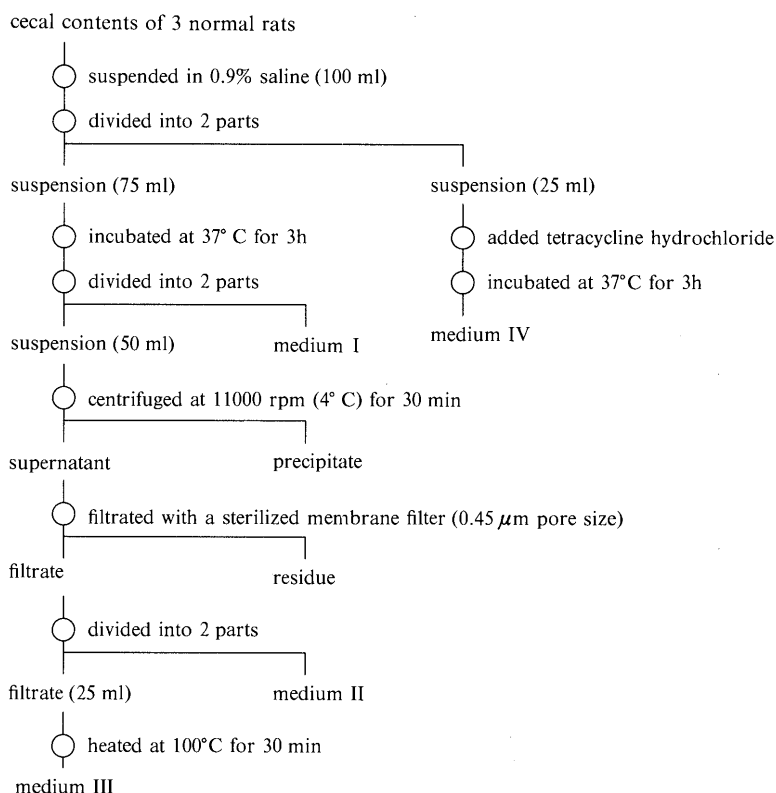 cecal contents of 3 normal rats
suspended in 0.9% saline (100 ml)
divided into 2 parts
suspension (75 ml)
suspension (25 ml)
incubated at 37° C for 3h
added tetracycline hydrochloride
divided into 2 parts
incubated at 37°C for 3h
suspension (50 ml)
medium I
medium IV
centrifuged at 11000 rpm (4° C) for 30 min
supernatant
precipitate
filtrated with a sterilized membrane filter (0.45 μm pore size)
filtrate
residue
divided into 2 parts
filtrate (25 ml)
medium II
heated at 100°C for 30 min
medium III